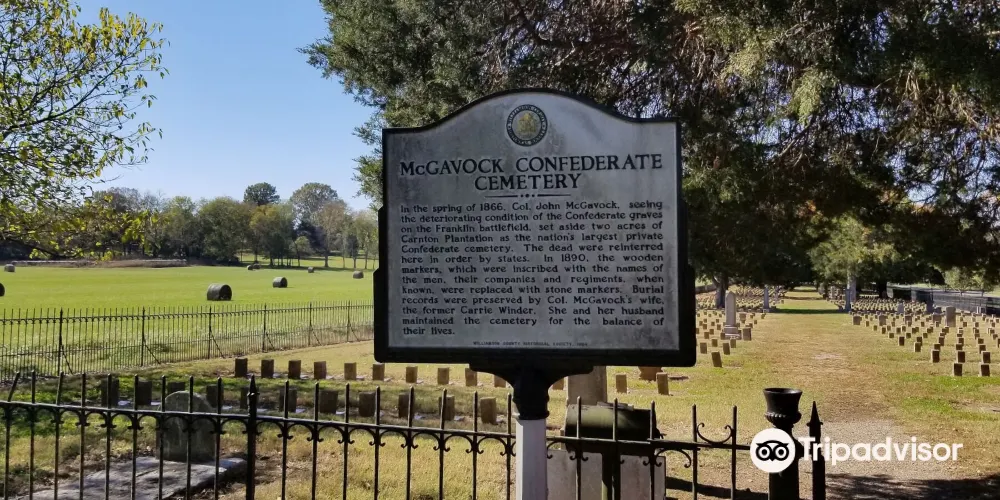 McGAVOCK CONFEDERATE
CEMETERY
In the spring of 1866, Col. John McGavock, seeing
the deteriorating condition of the Confederate graves
on the Franklin battlefield, set aside two acres of
Carnton Plantation as the nation's largest private
Confederate cemetery. The dead were reinterred
here in order by states. In 1890, the wooden
markers, which were inscribed with the names of
the men, their companies and regiments, when
known, were replaced with stone markers. Burial
records were preserved by Col. McGavock's wife,
the former Carrie Winder. She and her husband
maintained the cemetery for the balance of
their lives.
WILLIAMSON COUNTY HISTORICAL SOCIETY
Tripadvisor